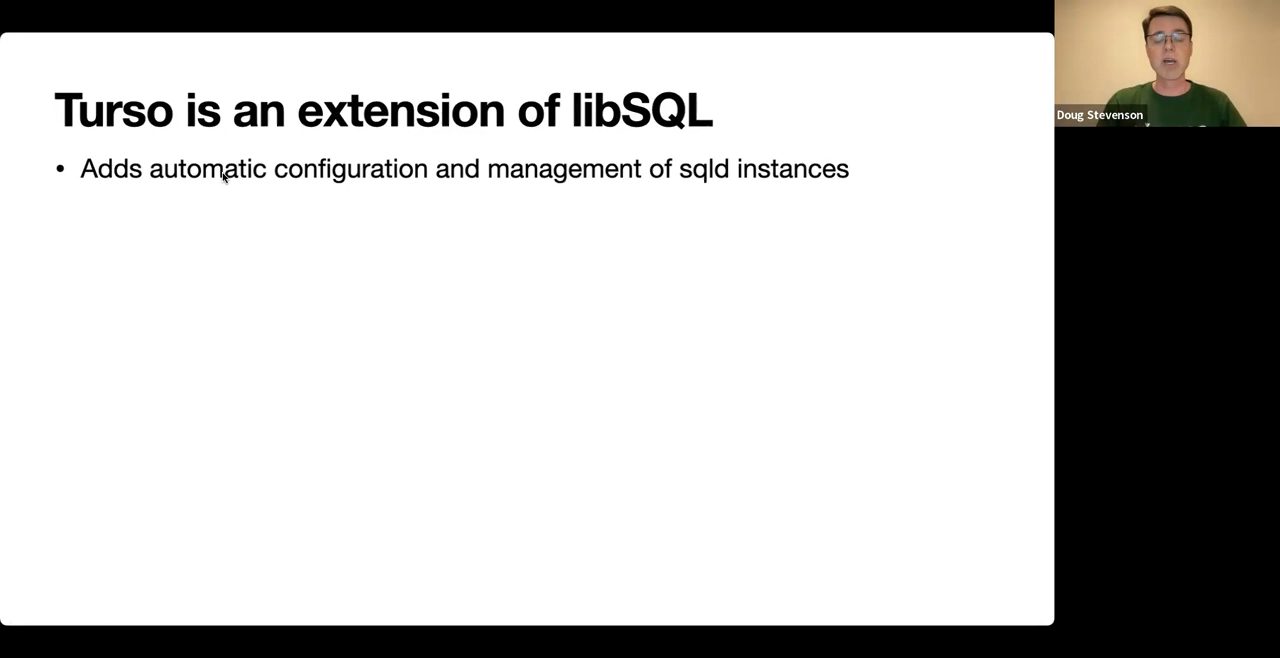 Turso is an extension of libSQL
• Adds automatic configuration and management of sqld instances
Doug Stevenson